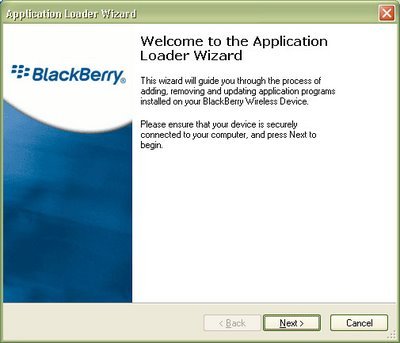 Application Loader Wizard
BlackBerry®
Welcome to the Application
Loader Wizard
This wizard will guide you through the process of
adding, removing and updating application programs
installed on your BlackBerry Wireless Device.
Please ensure that your device is securely
connected to your computer, and press Next to
begin.
< Back
Next >
Cancel